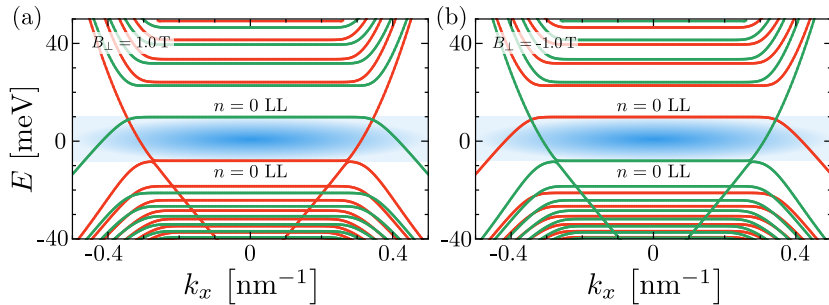 (a)
40
B⊥ = 1.0 T
n = 0 LL
0
n = 0 LL
-40
E [meV]
-0.4 0 0.4
kx [nm⁻¹]
(b)
40
B⊥ = -1.0 T
n = 0 LL
0
n = 0 LL
-40
-0.4 0 0.4
kx [nm⁻¹]